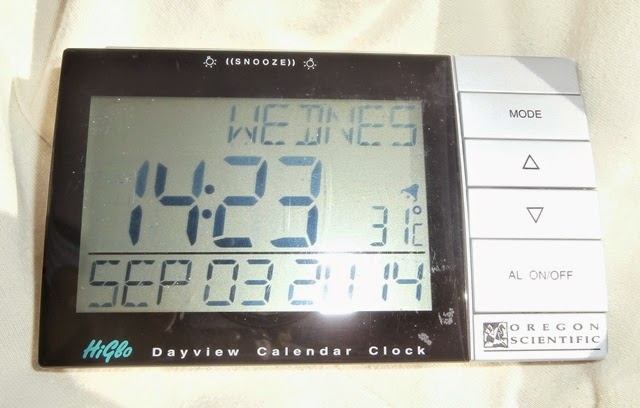 ((SNOOZE))
WEDNES
14:23
31°C
SEP 03 2014
HiGlo Dayview Calendar Clock
MODE
AL ON/OFF
OREGON
SCIENTIFIC